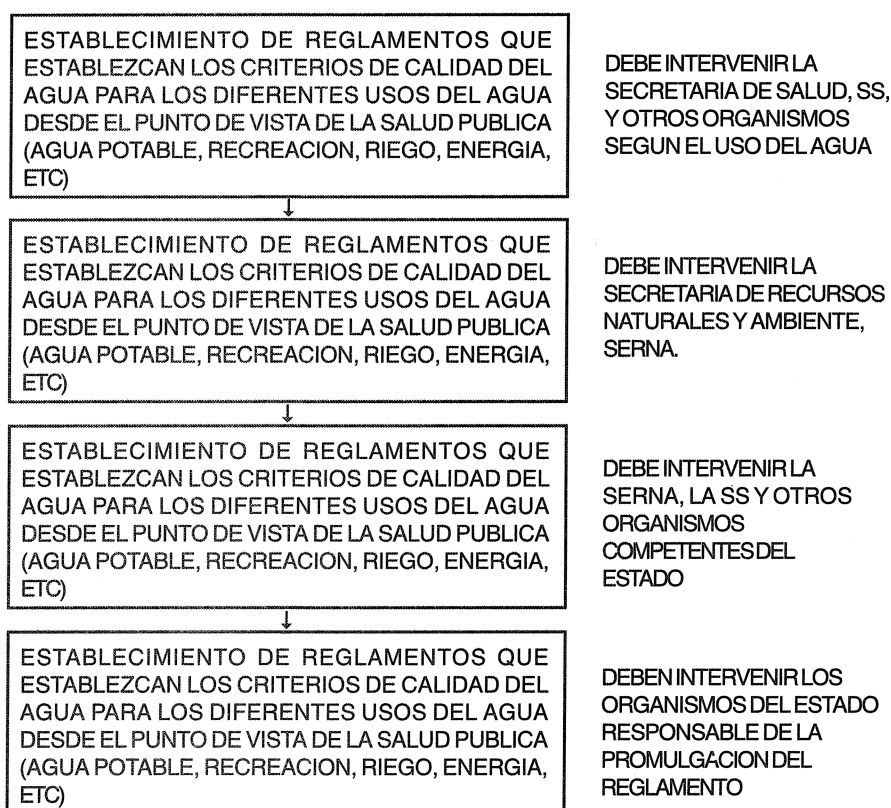 ESTABLECIMIENTO DE REGLAMENTOS QUE
ESTABLEZCAN LOS CRITERIOS DE CALIDAD DEL
AGUA PARA LOS DIFERENTES USOS DEL AGUA
DESDE EL PUNTO DE VISTA DE LA SALUD PUBLICA
(AGUA POTABLE, RECREACION, RIEGO, ENERGIA,
ETC)
DEBE INTERVENIR LA
SECRETARIA DE SALUD, SS,
Y OTROS ORGANISMOS
SEGUN EL USO DEL AGUA
ESTABLECIMIENTO DE REGLAMENTOS QUE
ESTABLEZCAN LOS CRITERIOS DE CALIDAD DEL
AGUA PARA LOS DIFERENTES USOS DEL AGUA
DESDE EL PUNTO DE VISTA DE LA SALUD PUBLICA
(AGUA POTABLE, RECREACION, RIEGO, ENERGIA,
ETC)
DEBE INTERVENIR LA
SECRETARIA DE RECURSOS
NATURALES Y AMBIENTE,
SERNA.
ESTABLECIMIENTO DE REGLAMENTOS QUE
ESTABLEZCAN LOS CRITERIOS DE CALIDAD DEL
AGUA PARA LOS DIFERENTES USOS DEL AGUA
DESDE EL PUNTO DE VISTA DE LA SALUD PUBLICA
(AGUA POTABLE, RECREACION, RIEGO, ENERGIA,
ETC)
DEBE INTERVENIR LA
SERNA, LA SS Y OTROS
ORGANISMOS
COMPETENTES DEL
ESTADO
ESTABLECIMIENTO DE REGLAMENTOS QUE
ESTABLEZCAN LOS CRITERIOS DE CALIDAD DEL
AGUA PARA LOS DIFERENTES USOS DEL AGUA
DESDE EL PUNTO DE VISTA DE LA SALUD PUBLICA
(AGUA POTABLE, RECREACION, RIEGO, ENERGIA,
ETC)
DEBEN INTERVENIR LOS
ORGANISMOS DEL ESTADO
RESPONSABLE DE LA
PROMULGACION DEL
REGLAMENTO